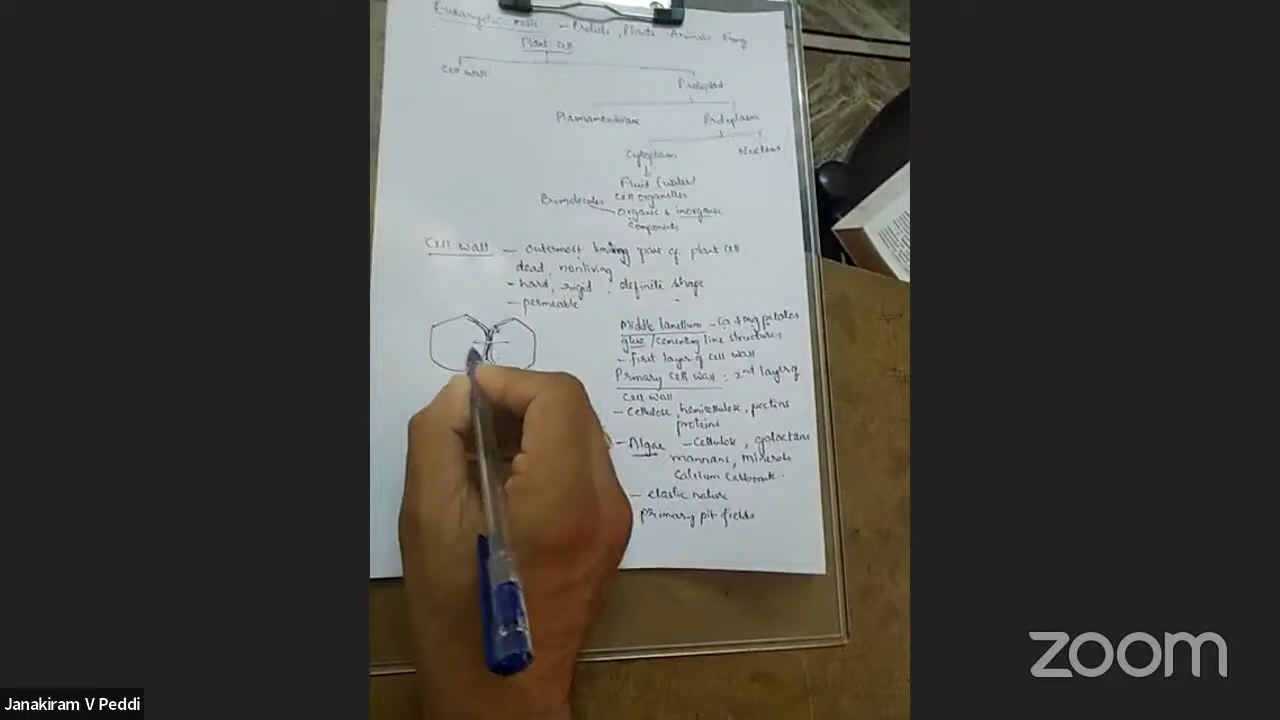 Eukaryotic cell - Protists, Plants Animals Fungi
Plant cell
Cell wall
Protoplast
Plasmamembrane
Protoplasm
Cytoplasm
Nucleus
Fluid (water)
cell organelles
Biomolecules
organic & inorganic
components
Cell wall - outermost limiting part of plant cell
dead, nonliving
- hard, rigid, definite shape
- permeable
Middle lamellum - Ca + Mg
glue / cementing like structures
- first layer of cell wall
Primary cell wall : 2nd layer of
cell wall
- Cellulose, hemicellulose, pectins
proteins
- Algae - Cellulose, galactans
mannans, minerals
Calcium Carbonate
- elastic nature
primary pit fields
zoom
Janakiram V Peddi